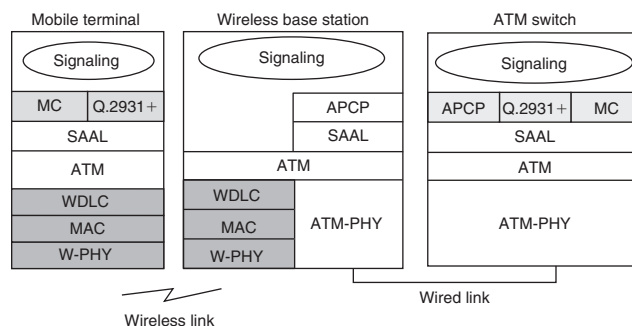 Mobile terminal
Signaling
MC Q.2931+
SAAL
ATM
WDLC
MAC
W-PHY
Wireless base station
Signaling
APCP
SAAL
ATM
WDLC
MAC
W-PHY
ATM-PHY
ATM switch
Signaling
APCP Q.2931+ MC
SAAL
ATM
ATM-PHY
Wireless link
Wired link